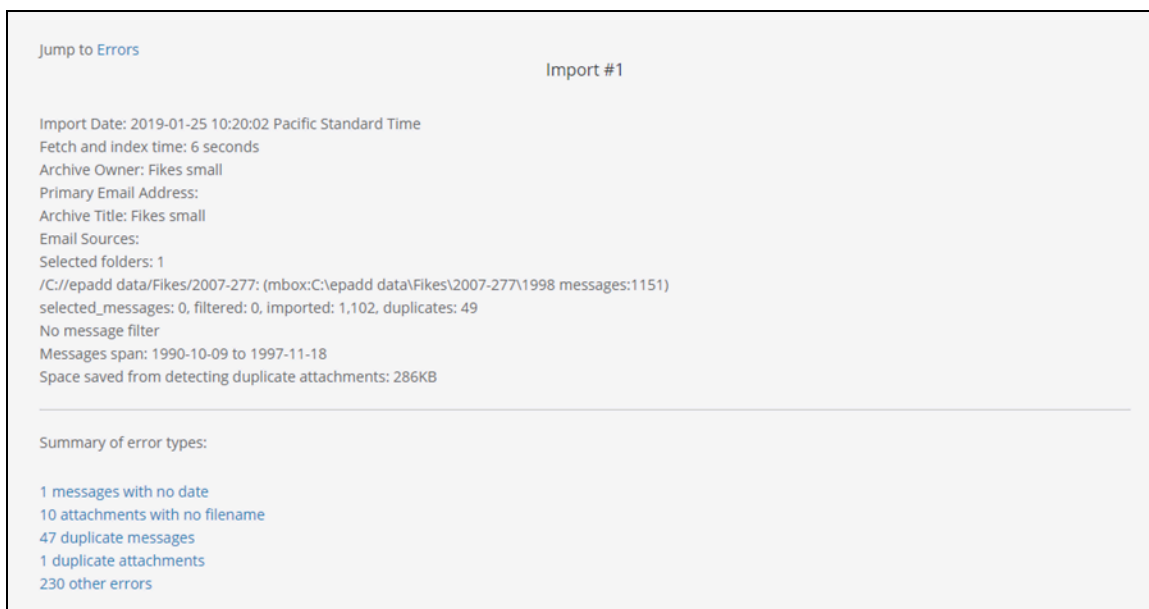 Jump to Errors
Import #1
Import Date: 2019-01-25 10:20:02 Pacific Standard Time
Fetch and index time: 6 seconds
Archive Owner: Fikes small
Primary Email Address:
Archive Title: Fikes small
Email Sources:
Selected folders: 1
/C://epadd data/Fikes/2007-277: (mbox:C:\epadd data\Fikes\2007-277\1998 messages:1151)
selected_messages: 0, filtered: 0, imported: 1,102, duplicates: 49
No message filter
Messages span: 1990-10-09 to 1997-11-18
Space saved from detecting duplicate attachments: 286KB
Summary of error types:
1 messages with no date
10 attachments with no filename
47 duplicate messages
1 duplicate attachments
230 other errors